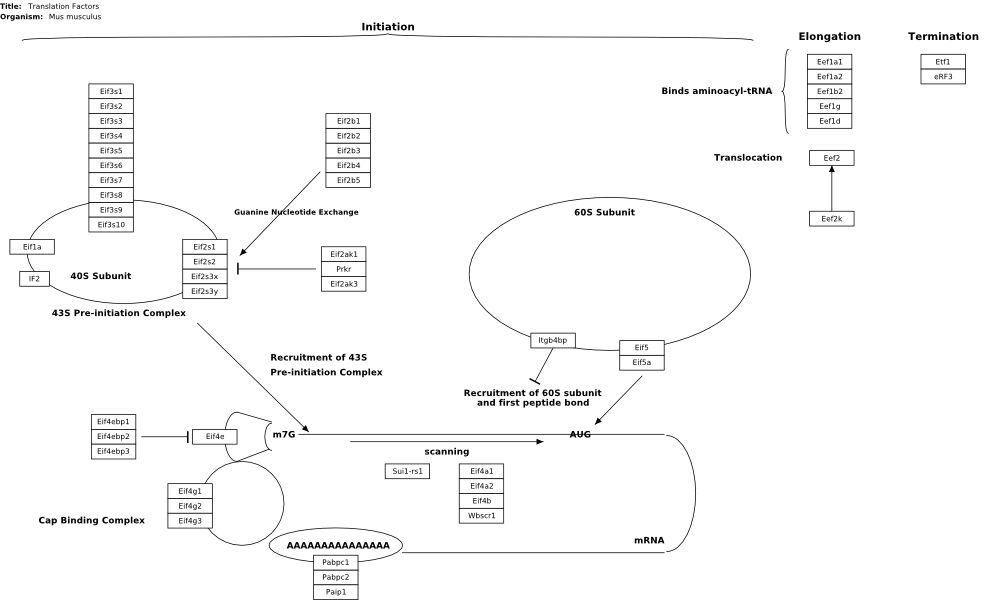 Title: Translation Factors
Organism: Mus musculus
Initiation
Elongation
Termination
Eef1a1
Eef1a2
Eef1b2
Eef1g
Eef1d
Etf1
eRF3
Binds aminoacyl-tRNA
Translocation
Eef2
Eef2k
Eif3s1
Eif3s2
Eif3s3
Eif3s4
Eif3s5
Eif3s6
Eif3s7
Eif3s8
Eif3s9
Eif3s10
Eif2b1
Eif2b2
Eif2b3
Eif2b4
Eif2b5
Guanine Nucleotide Exchange
60S Subunit
Eif1a
IF2
40S Subunit
Eif2s1
Eif2s2
Eif2s3x
Eif2s3y
Eif2ak1
Prkr
Eif2ak3
43S Pre-initiation Complex
Itgb4bp
Eif5
Eif5a
Recruitment of 43S
Pre-initiation Complex
Recruitment of 60S subunit
and first peptide bond
Eif4ebp1
Eif4ebp2
Eif4ebp3
Eif4e
m7G
AUG
scanning
Sui1-rs1
Eif4a1
Eif4a2
Eif4b
Wbscr1
Eif4g1
Eif4g2
Eif4g3
Cap Binding Complex
mRNA
AAAAAAAAAAAAAAA
Pabpc1
Pabpc2
Paip1